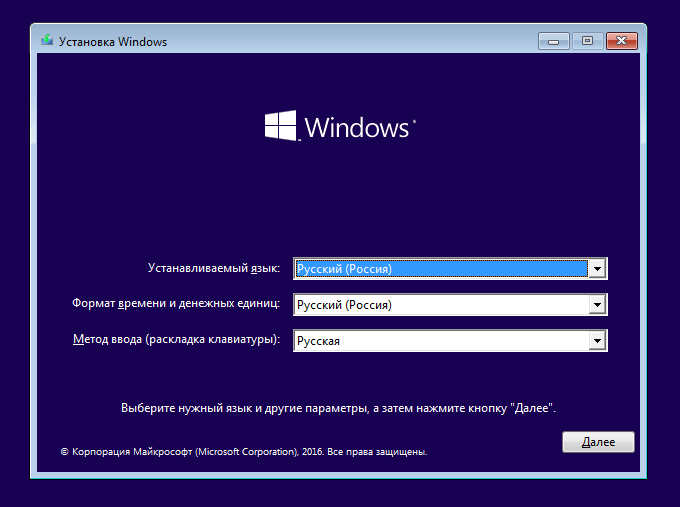 Установка Windows
Windows
Устанавливаемый язык: Русский (Россия)
Формат времени и денежных единиц: Русский (Россия)
Метод ввода (раскладка клавиатуры): Русская
Выберите нужный язык и другие параметры, а затем нажмите кнопку "Далее".
Далее
© Корпорация Майкрософт (Microsoft Corporation), 2016. Все права защищены.